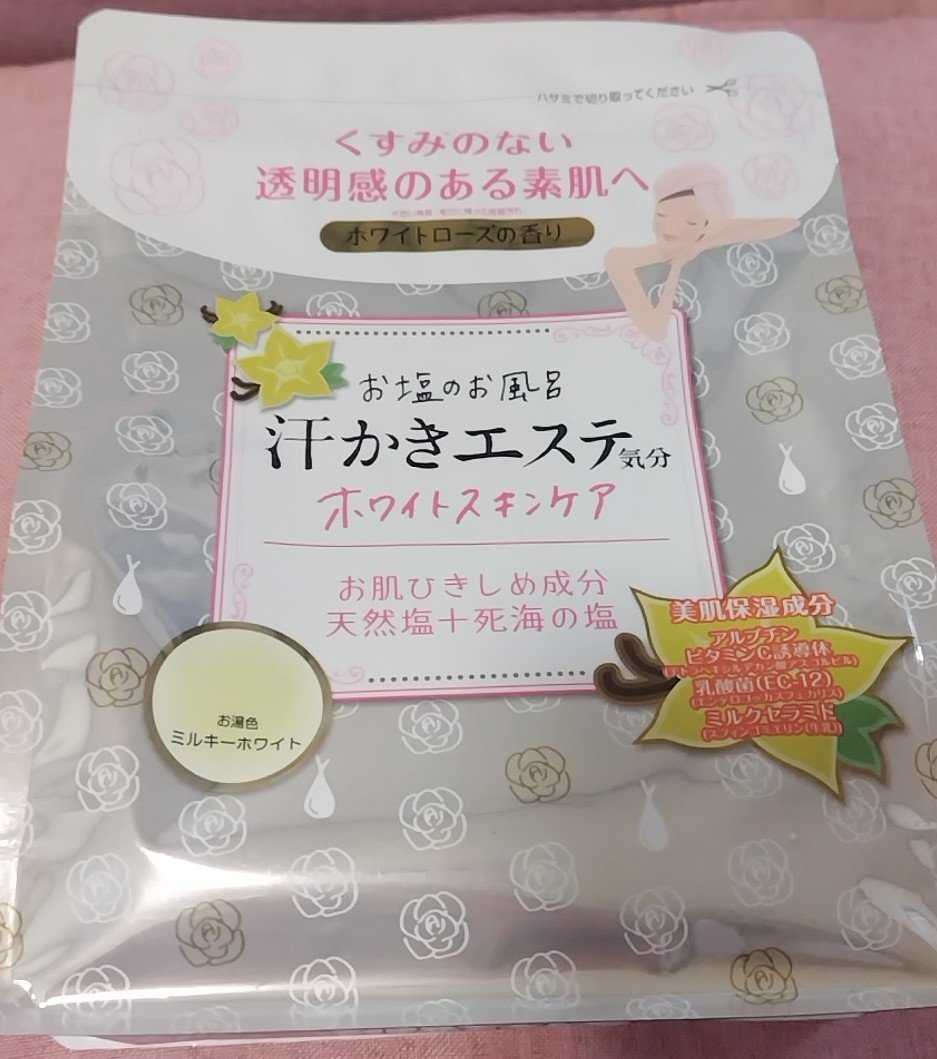 ハサミで切り取ってください
くすみのない
透明感のある素肌へ
ホワイトローズの香り
お塩のお風呂
汗かきエステ気分
ホワイトスキンケア
お肌ひきしめ成分
天然塩+死海の塩
美肌保湿成分
アルブチン
ビタミンC誘導体
乳酸菌(EC-12)
ミルクセラミド
お湯色
ミルキーホワイト